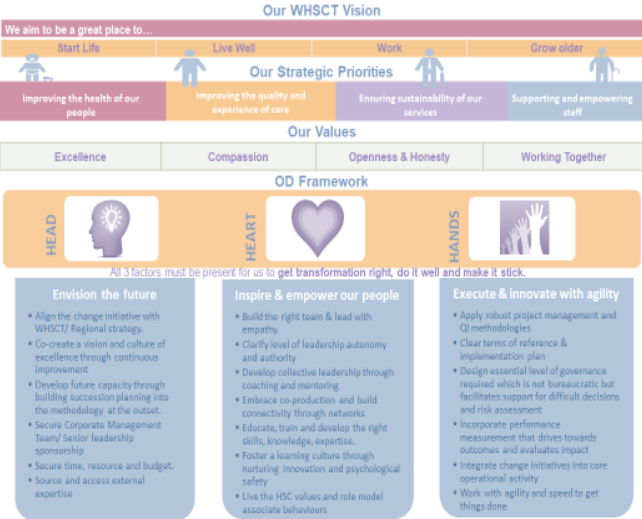 Our WHSCT Vision
We aim to be a great place to...
Start Life
Live Well
Work
Grow older
Our Strategic Priorities
Improving the health of our
people
Improving the quality and
experience of care
Ensuring sustainability of our
services
Supporting and empowering
staff
Our Values
Excellence
Compassion
Openness & Honesty
Working Together
OD Framework
HEAD
HEART
HANDS
All 3 factors must be present for us to get transformation right, do it well and make it stick.
Envision the future
• Align the change initiative with
WHSCT/ Regional strategy.
• Co-create a vision and culture of
excellence through continuous
improvement
• Develop future capacity through
building succession planning into
the methodology at the outset.
• Secure Corporate Management
Team/ Senior leadership
sponsorship
• Secure time, resource and budget.
• Source and access external
expertise
Inspire & empower our people
• Build the right team & lead with
empathy.
• Clarify level of leadership autonomy
and authority
• Develop collective leadership through
coaching and mentoring
• Embrace co-production and build
connectivity through networks
• Educate, train and develop the right
skills, knowledge, expertise.
• Foster a learning culture through
nurturing innovation and psychological
safety
• Live the HSC values and role model
associate behaviours
Execute & innovate with agility
• Apply robust project management and
QI methodologies
• Clear terms of reference &
implementation plan
• Design essential level of governance
required which is not bureaucratic but
facilitates support for difficult decisions
and risk assessment
• Incorporate performance
measurement that drives towards
outcomes and evaluates impact
• Integrate change initiatives into core
operational activity
• Work with agility and speed to get
things done